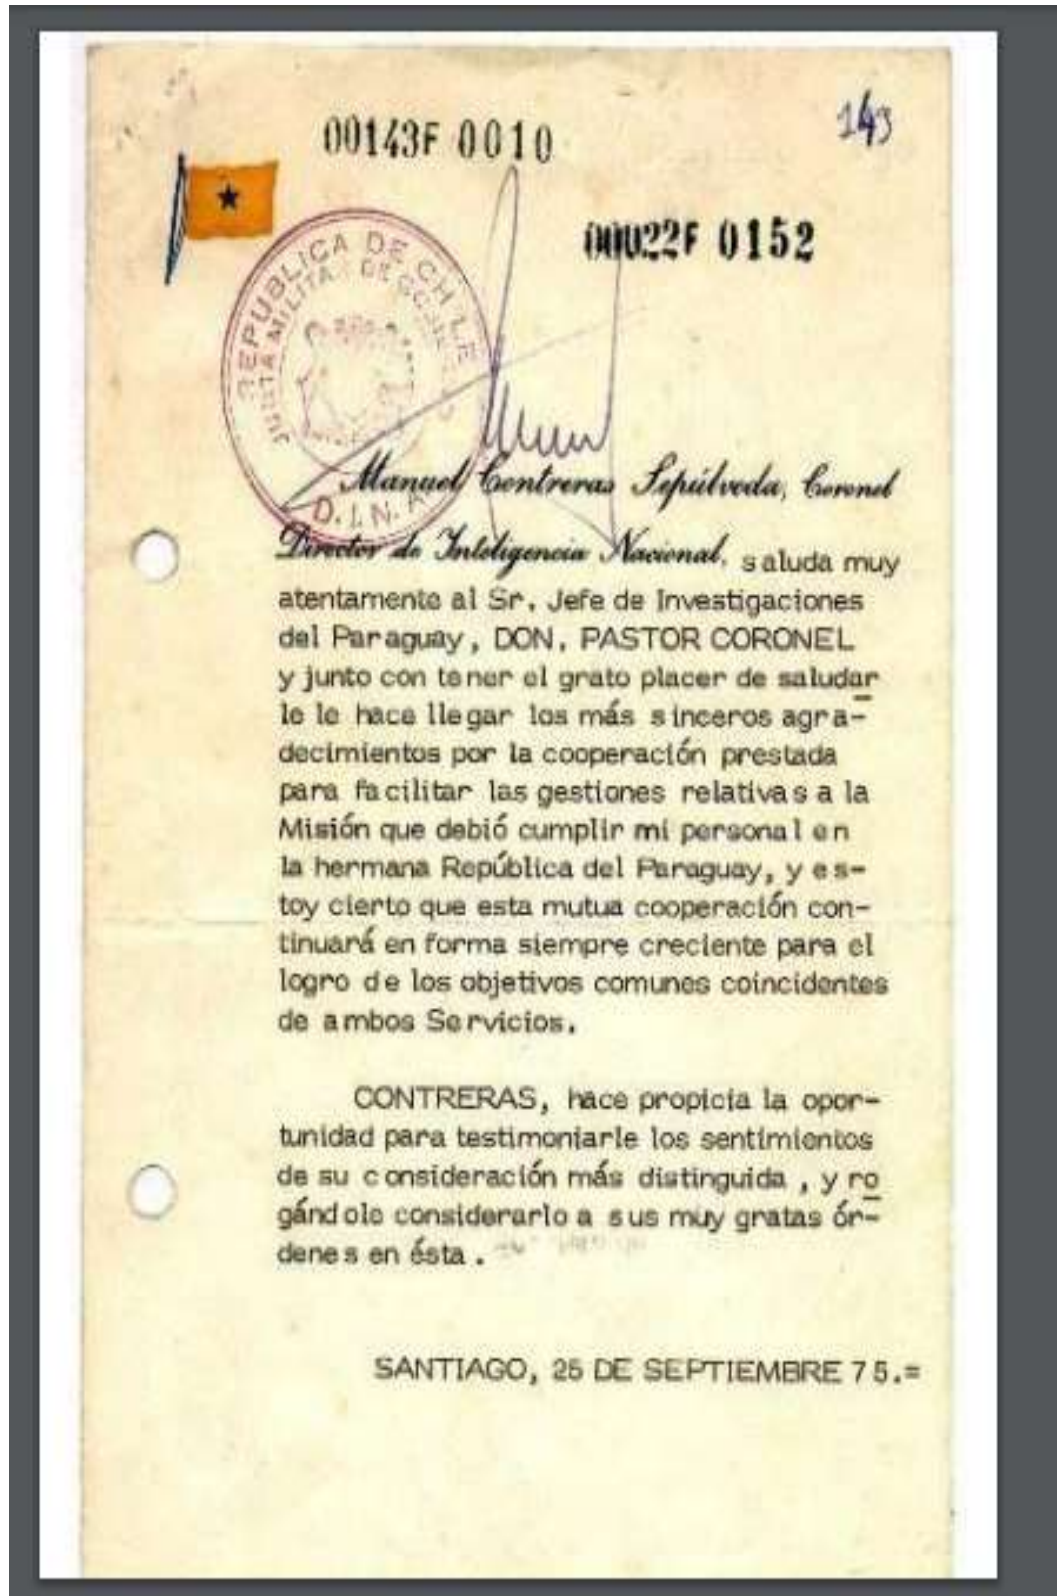 143
00143F 0010
00022F 0152
REPUBLICA DE CHILE
JUNTA MILITAR DE GOBIERNO
D.I.N.A.
Manuel Contreras Sepúlveda, Coronel
Director de Inteligencia Nacional, saluda muy
atentamente al Sr. Jefe de Investigaciones
del Paraguay, DON, PASTOR CORONEL
y junto con tener el grato placer de saludar
le le hace llegar los más sinceros agra-
decimientos por la cooperación prestada
para facilitar las gestiones relativas a la
Misión que debió cumplir mi personal en
la hermana República del Paraguay, y es-
toy cierto que esta mutua cooperación con-
tinuará en forma siempre creciente para el
logro de los objetivos comunes coincidentes
de ambos Servicios.
CONTRERAS, hace propicia la opor-
tunidad para testimoniarle los sentimientos
de su consideración más distinguida, y ro
gándole considerarlo a sus muy gratas ór-
denes en ésta.
SANTIAGO, 25 DE SEPTIEMBRE 75.=